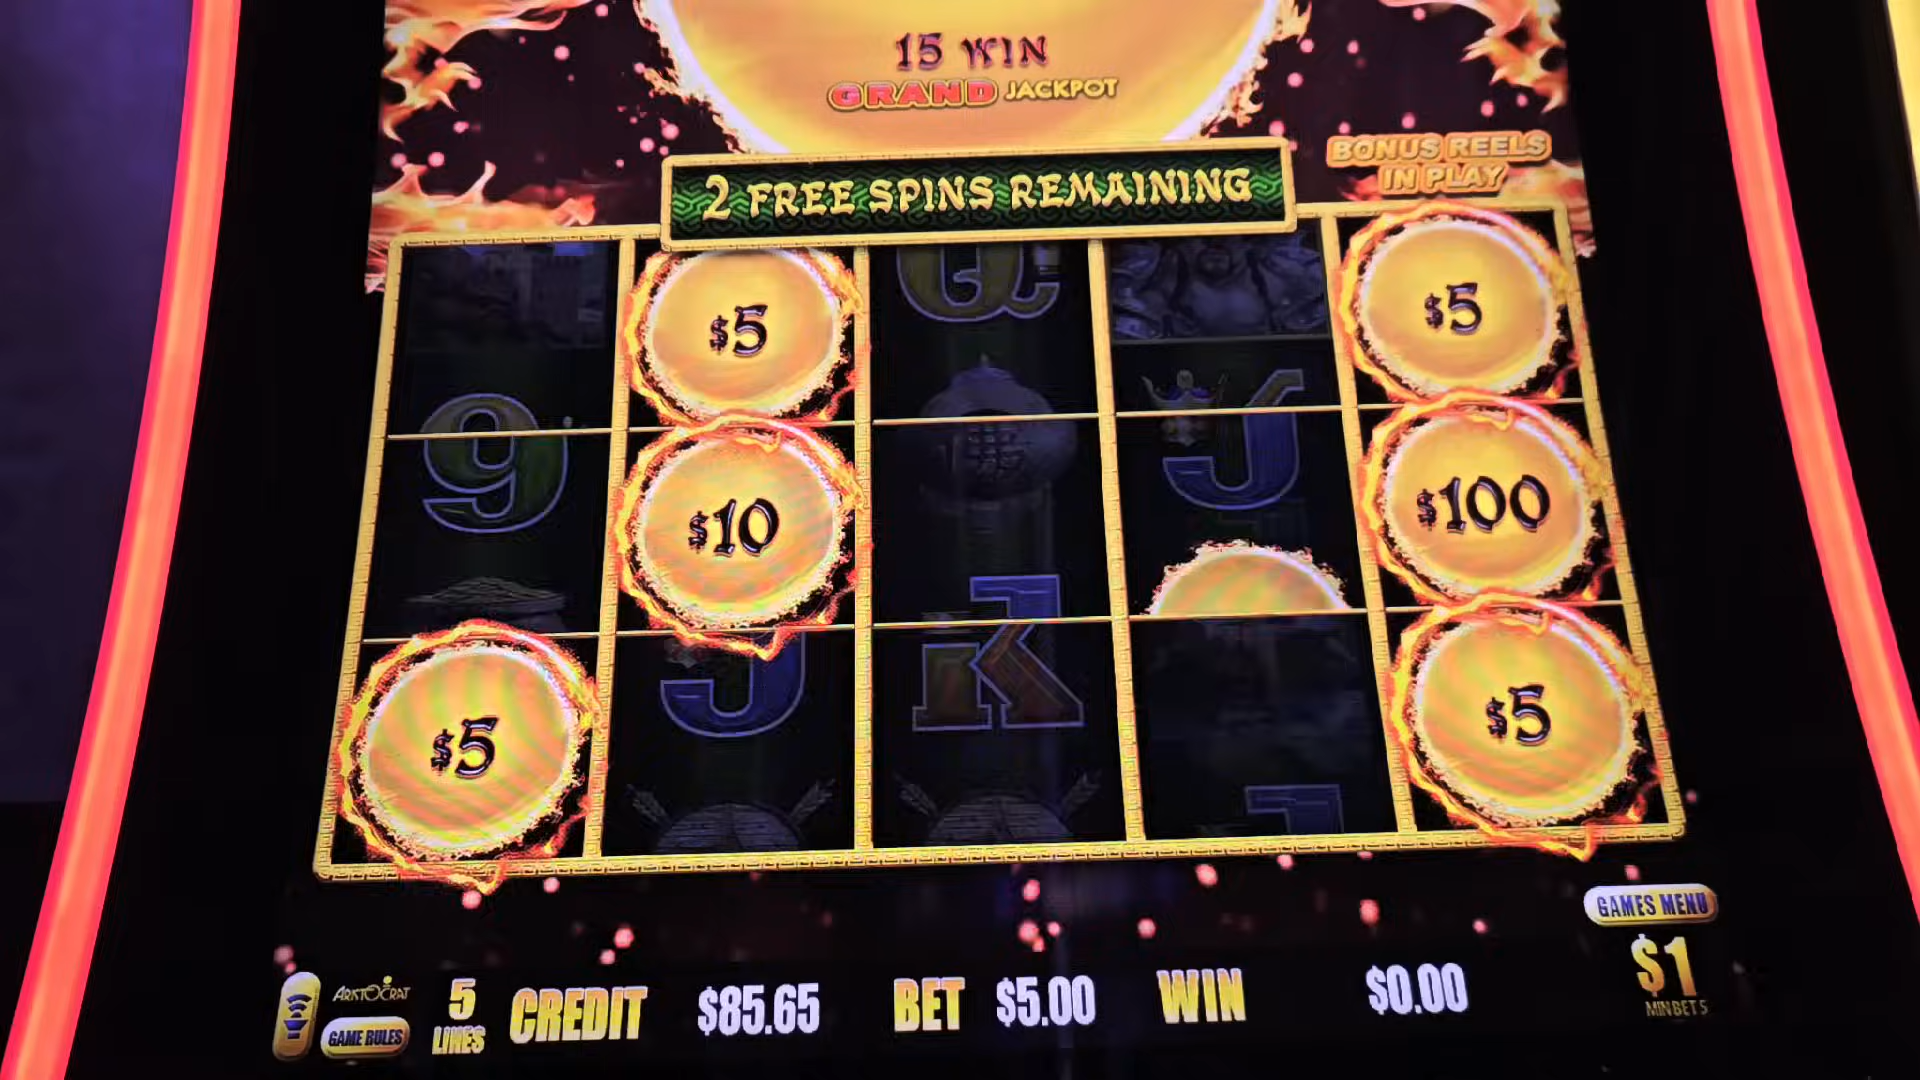 15 WIN
GRAND JACKPOT
BONUS REELS
IN PLAY
2 FREE SPINS REMAINING
$5
Q
$5
9
$10
J
$100
$5
J
K
$5
GAMES MENU
ARISTOCRAT
GAME RULES
5
LINES
CREDIT $85.65
BET $5.00
WIN $0.00
$1
MIN BET 5